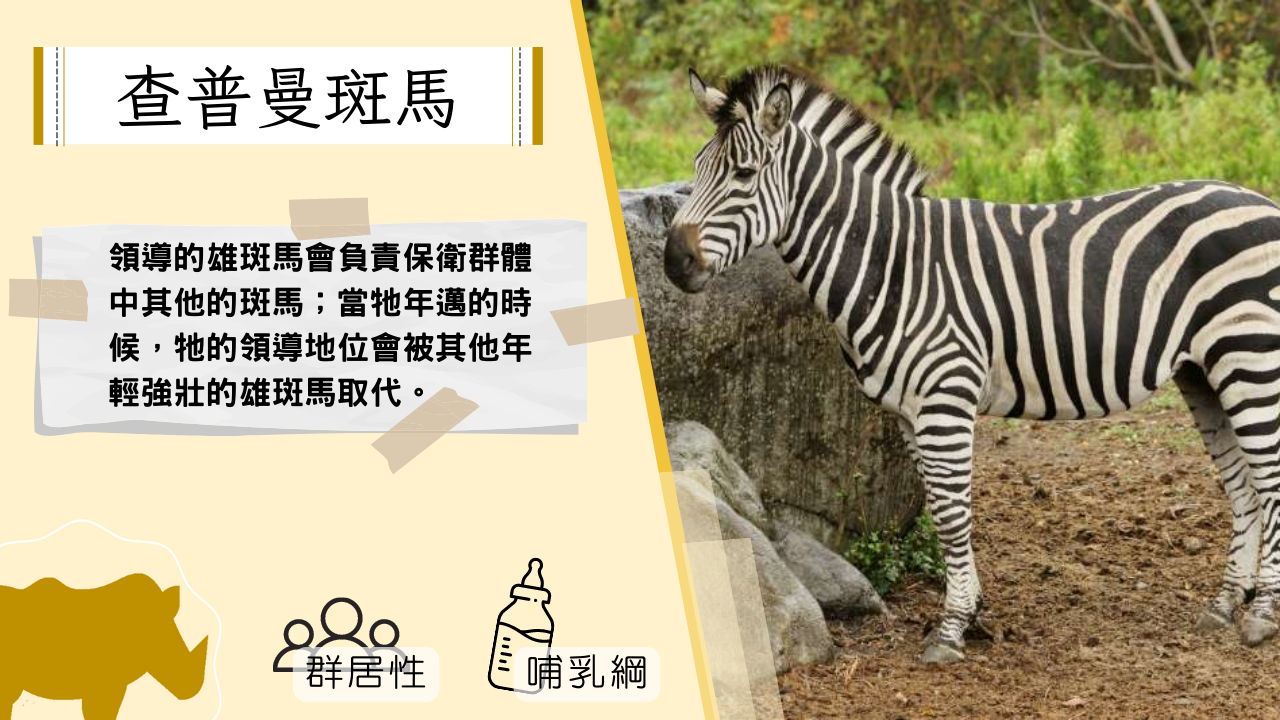 查普曼斑馬
領導的雄斑馬會負責保衛群體
中其他的斑馬；當牠年邁的時
候，牠的領導地位會被其他年
輕強壯的雄斑馬取代。
群居性
哺乳綱